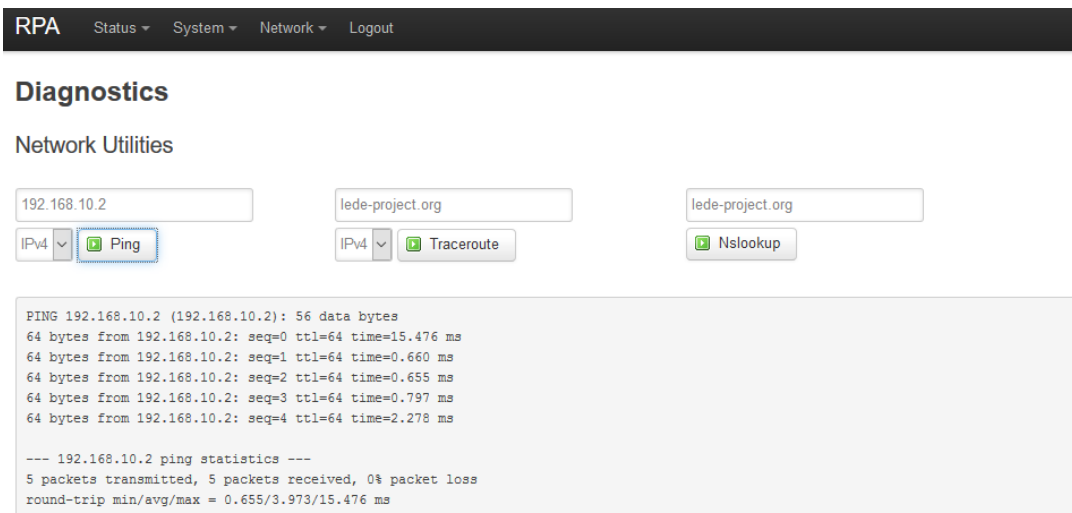 RPA Status System Network Logout
Diagnostics
Network Utilities
192.168.10.2 lede-project.org lede-project.org
IPv4 Ping IPv4 Traceroute Nslookup
PING 192.168.10.2 (192.168.10.2): 56 data bytes
64 bytes from 192.168.10.2: seq=0 ttl=64 time=15.476 ms
64 bytes from 192.168.10.2: seq=1 ttl=64 time=0.660 ms
64 bytes from 192.168.10.2: seq=2 ttl=64 time=0.655 ms
64 bytes from 192.168.10.2: seq=3 ttl=64 time=0.797 ms
64 bytes from 192.168.10.2: seq=4 ttl=64 time=2.278 ms
--- 192.168.10.2 ping statistics ---
5 packets transmitted, 5 packets received, 0% packet loss
round-trip min/avg/max = 0.655/3.973/15.476 ms